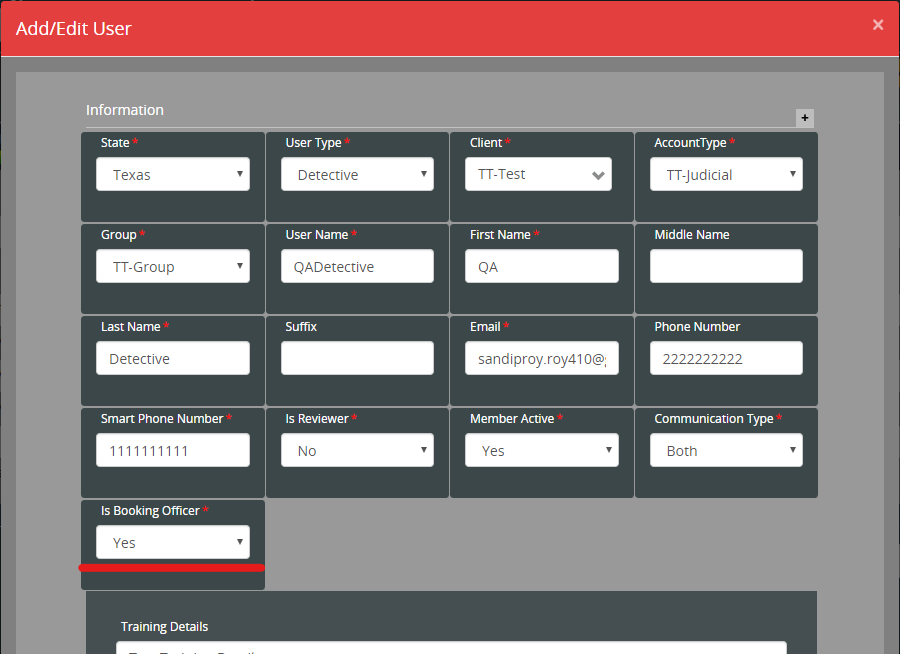 Add/Edit User ×
Information
+
State * User Type * Client * AccountType *
Texas Detective TT-Test TT-Judicial
Group * User Name * First Name * Middle Name
TT-Group QADetective QA
Last Name * Suffix Email * Phone Number
Detective sandiproy.roy410@ 2222222222
Smart Phone Number * Is Reviewer * Member Active * Communication Type *
1111111111 No Yes Both
Is Booking Officer *
Yes
Training Details